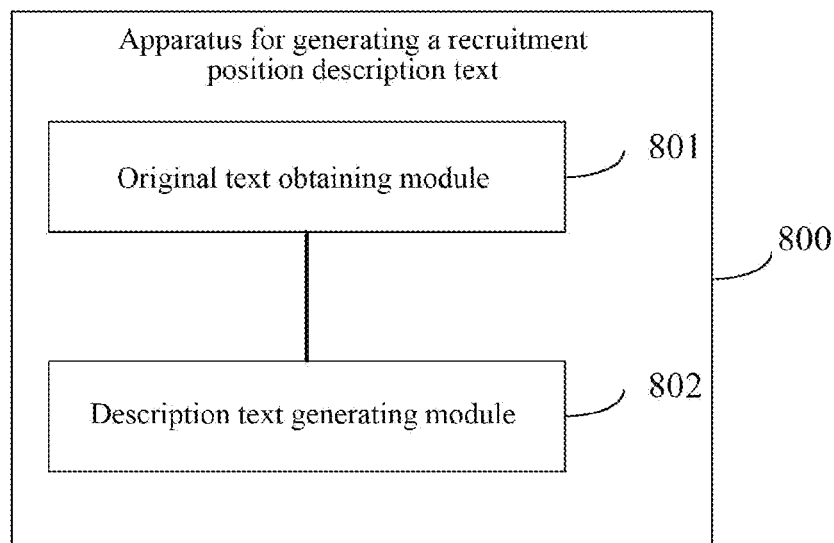 Apparatus for generating a recruitment
position description text
801
Original text obtaining module
800
802
Description text generating module